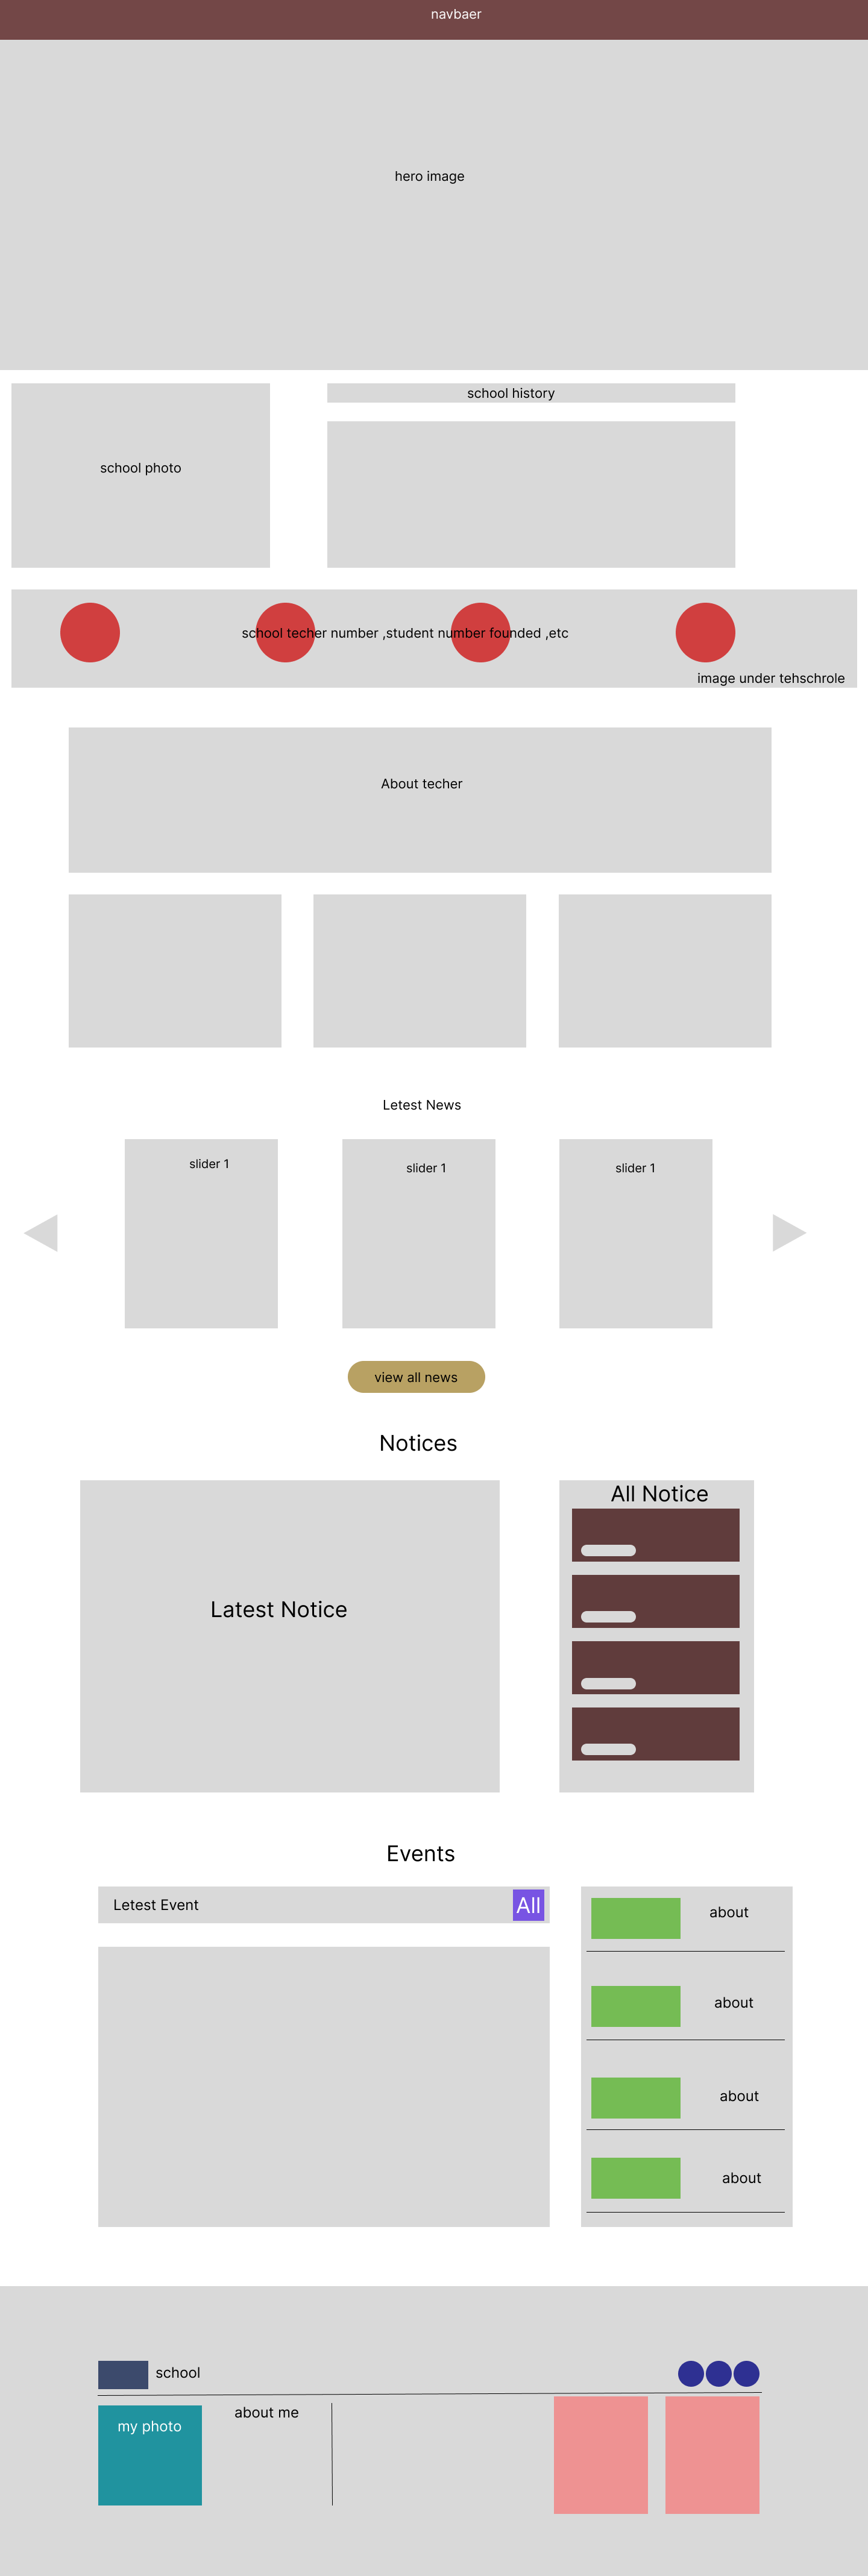 navbaer
hero image
school history
school photo
school techer number ,student number founded ,etc
image under tehschrole
About techer
Letest News
slider 1
slider 1
slider 1
view all news
Notices
All Notice
Latest Notice
Events
Letest Event
All
about
about
about
about
school
about me
my photo